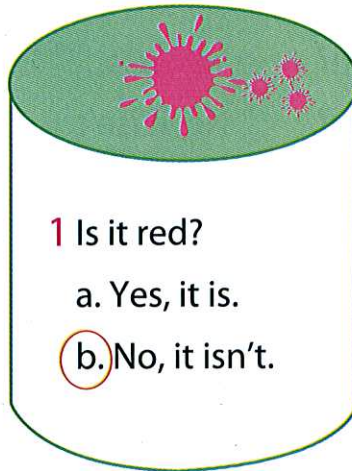 1 Is it red?
a. Yes, it is.
b. No, it isn't.